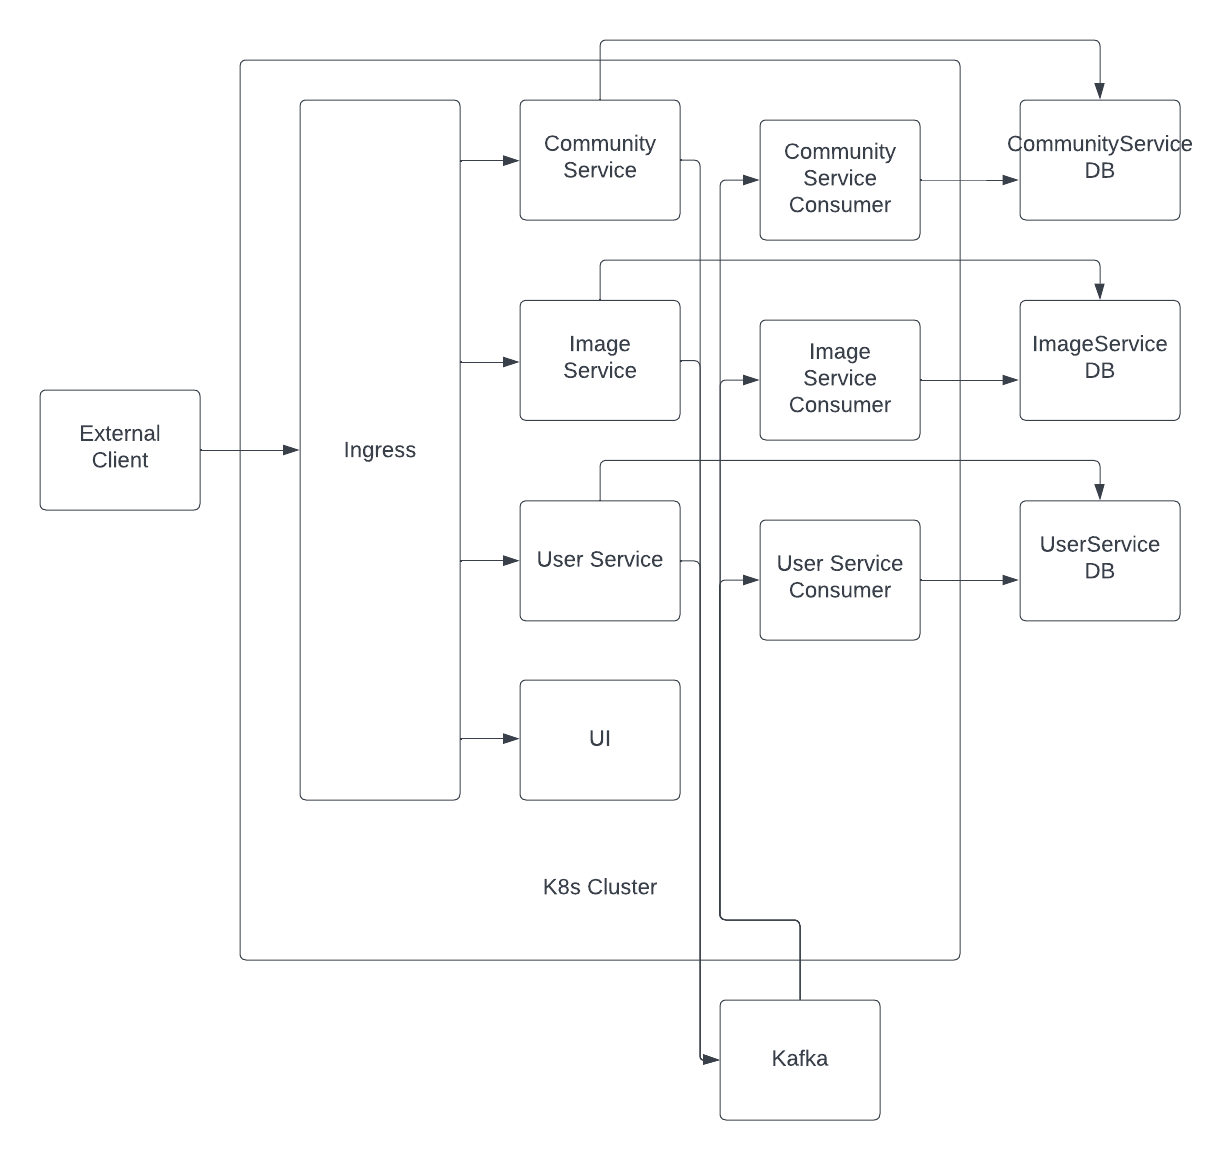 Community
Service
Community
Service
Consumer
CommunityService
DB
Image
Service
Image
Service
Consumer
ImageService
DB
External
Client
Ingress
User Service
User Service
Consumer
UserService
DB
UI
K8s Cluster
Kafka